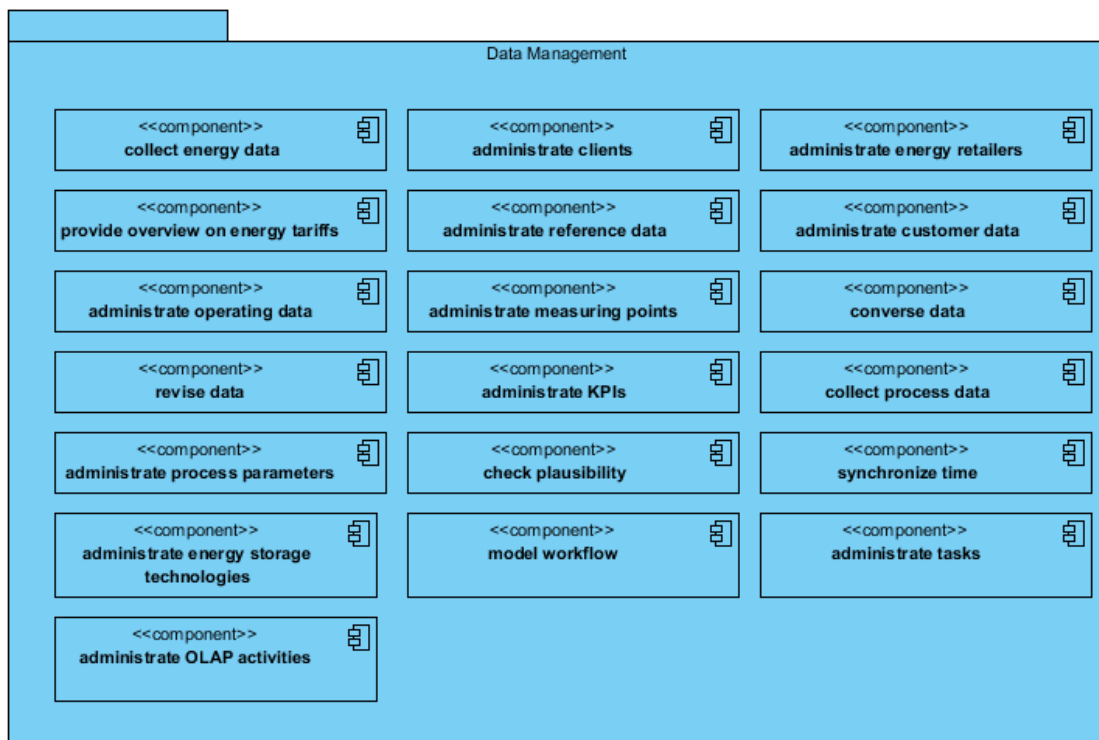 Data Management
<<component>>
collect energy data
<<component>>
administrate clients
<<component>>
administrate energy retailers
<<component>>
provide overview on energy tariffs
<<component>>
administrate reference data
<<component>>
administrate customer data
<<component>>
administrate operating data
<<component>>
administrate measuring points
<<component>>
converse data
<<component>>
revise data
<<component>>
administrate KPIs
<<component>>
collect process data
<<component>>
administrate process parameters
<<component>>
check plausibility
<<component>>
synchronize time
<<component>>
administrate energy storage
technologies
<<component>>
model workflow
<<component>>
administrate tasks
<<component>>
administrate OLAP activities